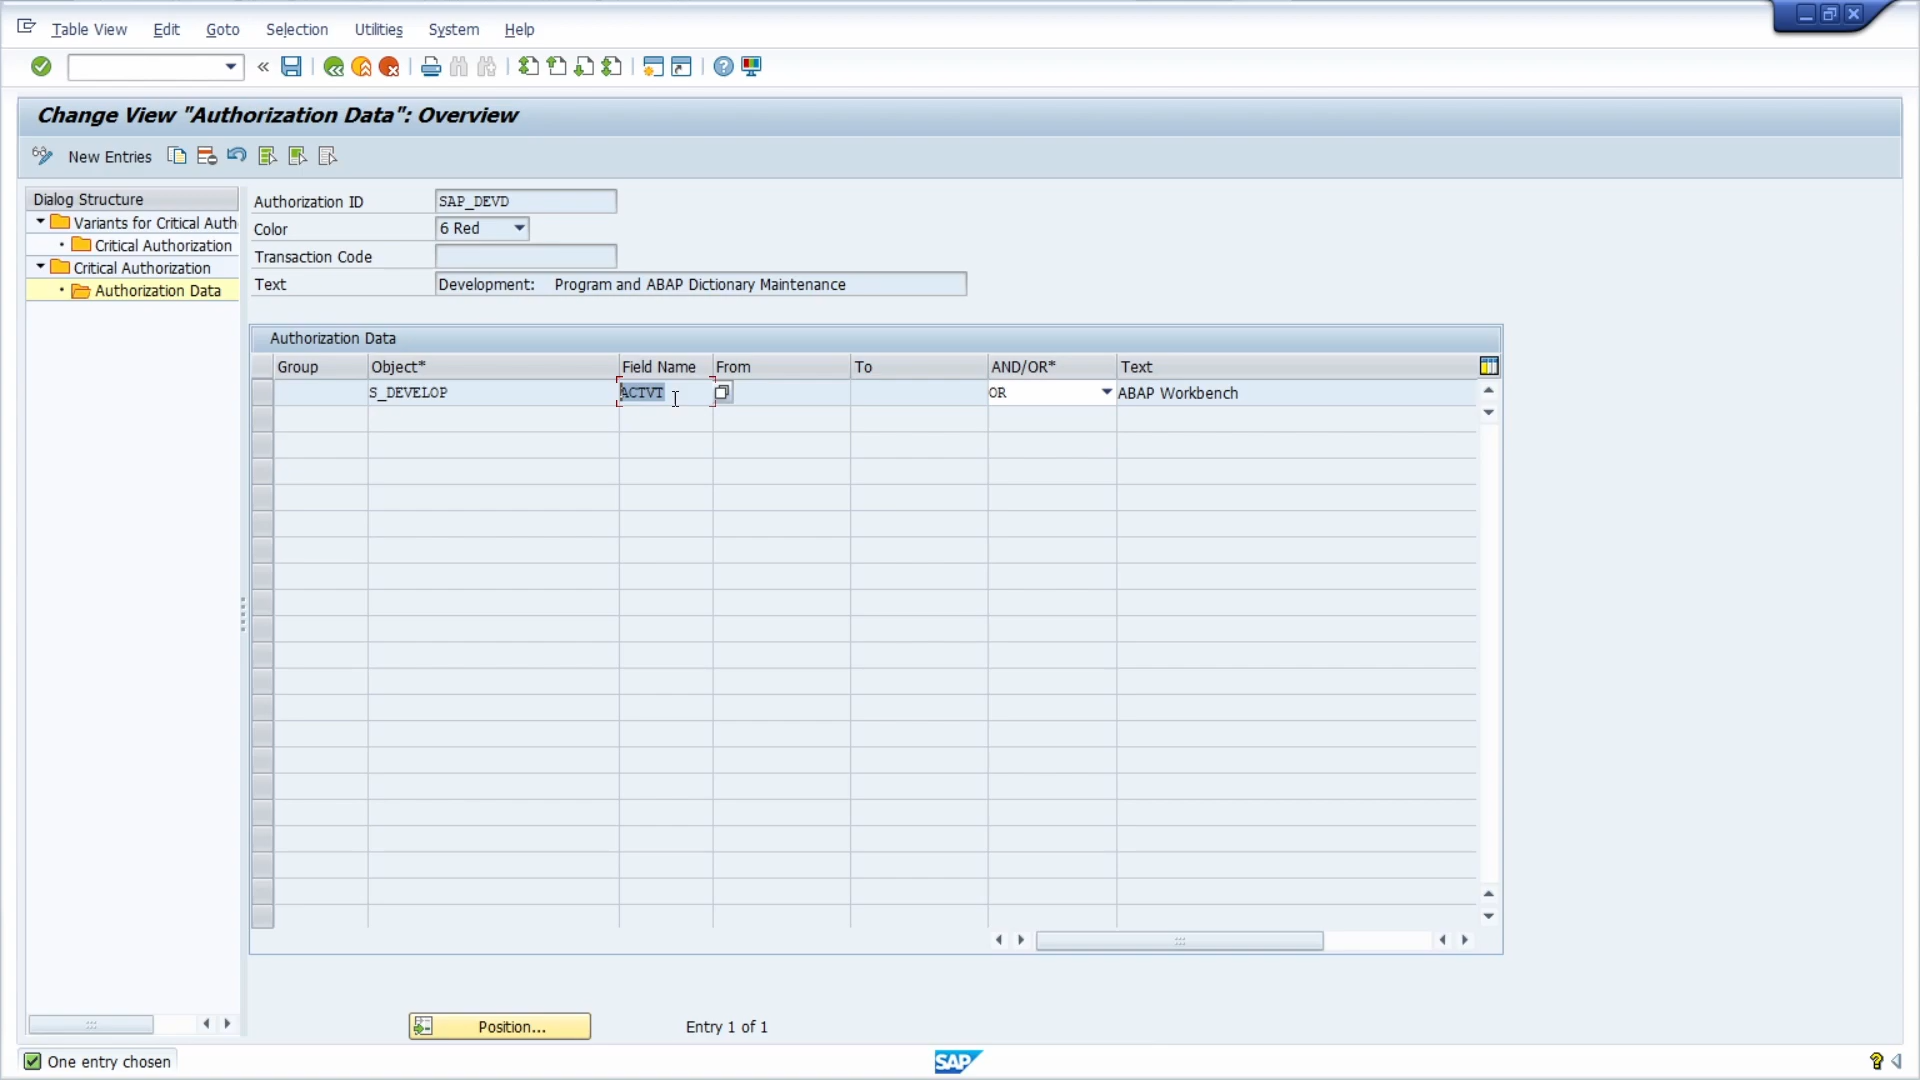 Table View Edit Goto Selection Utilities System Help
Change View "Authorization Data": Overview
New Entries
Dialog Structure
Variants for Critical Auth
Critical Authorization
Critical Authorization
Authorization Data
Authorization ID SAP_DEVD
Color 6 Red
Transaction Code
Text Development: Program and ABAP Dictionary Maintenance
Authorization Data
Group Object* Field Name From To AND/OR* Text
S_DEVELOP ACTVT OR ABAP Workbench
Position... Entry 1 of 1
One entry chosen
SAP